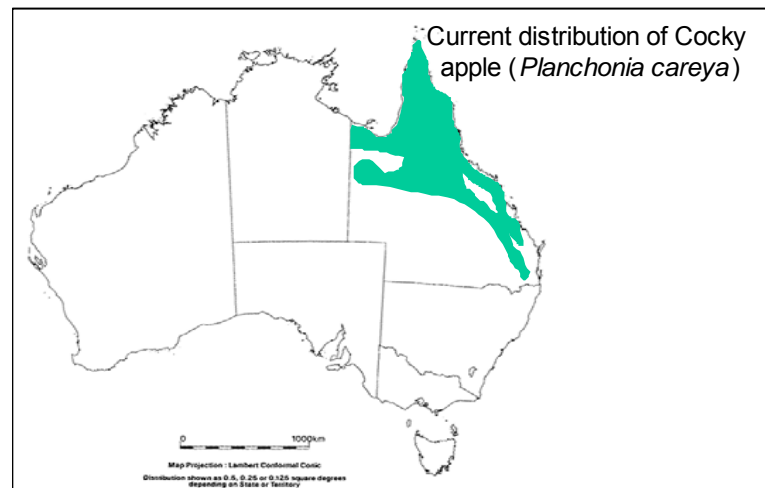 Current distribution of Cocky
apple (Planchonia careya)
0 1000km
Map Projection : Lambert Conformal Conic
Distribution shown as 0.5, 0.25 or 0.125 square degrees
depending on State or Territory